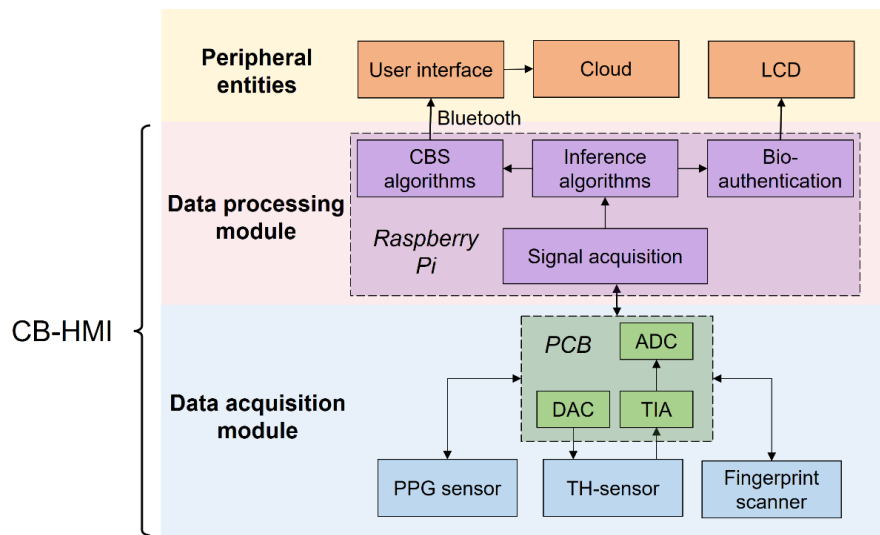 Peripheral
entities
User interface
Cloud
LCD
Bluetooth
CB-HMI
Data processing
module
CBS
algorithms
Inference
algorithms
Bio-
authentication
Raspberry
Pi
Signal acquisition
Data acquisition
module
PCB
ADC
DAC
TIA
PPG sensor
TH-sensor
Fingerprint
scanner